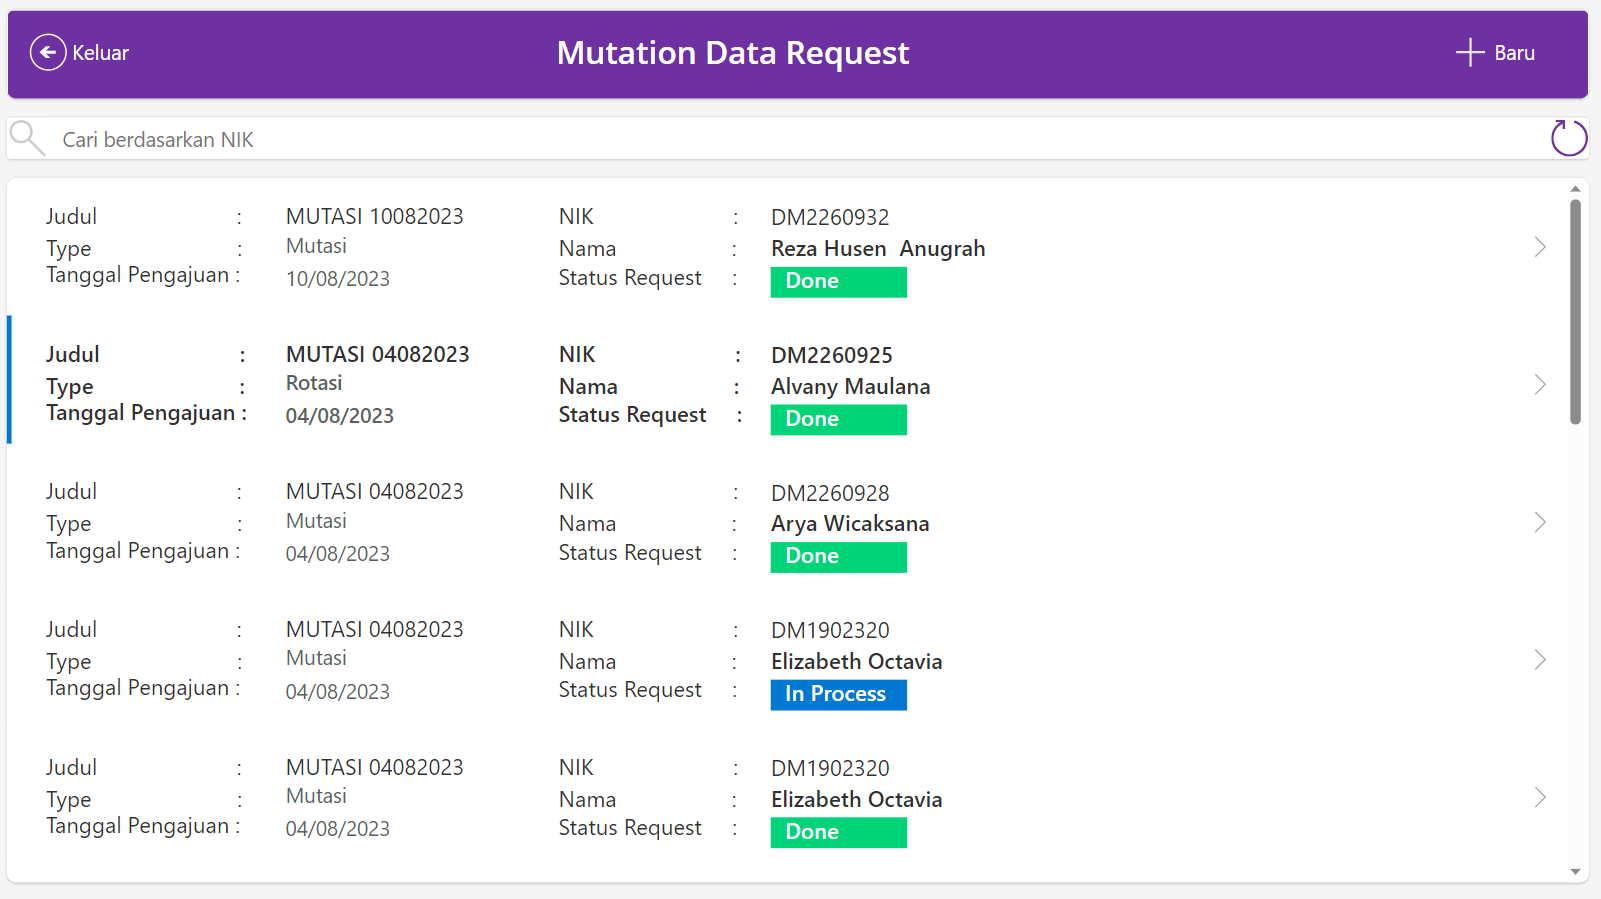 Keluar Mutation Data Request Baru
Cari berdasarkan NIK
Judul : MUTASI 10082023 NIK : DM2260932
Type : Mutasi Nama : Reza Husen  Anugrah
Tanggal Pengajuan : 10/08/2023 Status Request : Done
Judul : MUTASI 04082023 NIK : DM2260925
Type : Rotasi Nama : Alvany Maulana
Tanggal Pengajuan : 04/08/2023 Status Request : Done
Judul : MUTASI 04082023 NIK : DM2260928
Type : Mutasi Nama : Arya Wicaksana
Tanggal Pengajuan : 04/08/2023 Status Request : Done
Judul : MUTASI 04082023 NIK : DM1902320
Type : Mutasi Nama : Elizabeth Octavia
Tanggal Pengajuan : 04/08/2023 Status Request : In Process
Judul : MUTASI 04082023 NIK : DM1902320
Type : Mutasi Nama : Elizabeth Octavia
Tanggal Pengajuan : 04/08/2023 Status Request : Done